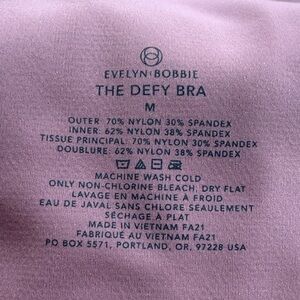 EVELYN BOBBIE
THE DEFY BRA
M
OUTER: 70% NYLON 30% SPANDEX
INNER: 62% NYLON 38% SPANDEX
TISSUE PRINCIPAL: 70% NYLON 30% SPANDEX
DOUBLURE: 62% NYLON 38% SPANDEX
MACHINE WASH COLD
ONLY NON-CHLORINE BLEACH, DRY FLAT
LAVAGE EN MACHINE À FROID
EAU DE JAVAL SANS CHLORE SEAULEMENT
SÉCHAGE À PLAT
MADE IN VIETNAM FA21
FABRIQUÉ AU VIETNAM FA21
PO BOX 5571, PORTLAND, OR, 97228 USA